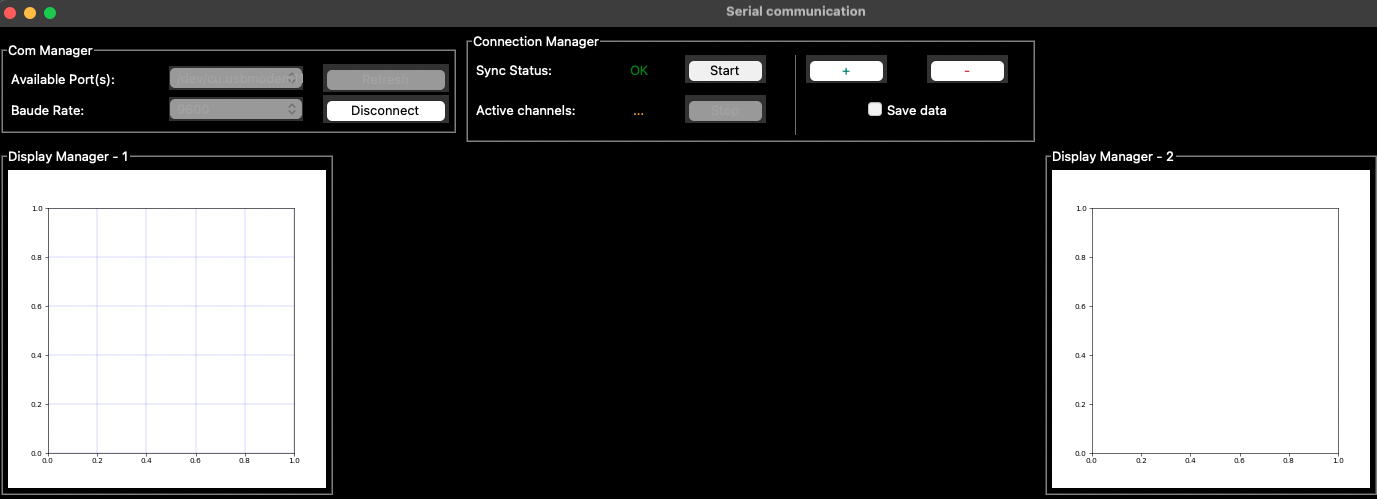 Serial communication
Com Manager
Available Port(s):
Refresh
Baude Rate:
9600
Disconnect
Connection Manager
Sync Status:
OK
Start
+
-
Active channels:
...
Stop
Save data
Display Manager - 1
1.0
0.8
0.6
0.4
0.2
0.0
0.0 0.2 0.4 0.6 0.8 1.0
Display Manager - 2
1.0
0.8
0.6
0.4
0.2
0.0
0.0 0.2 0.4 0.6 0.8 1.0